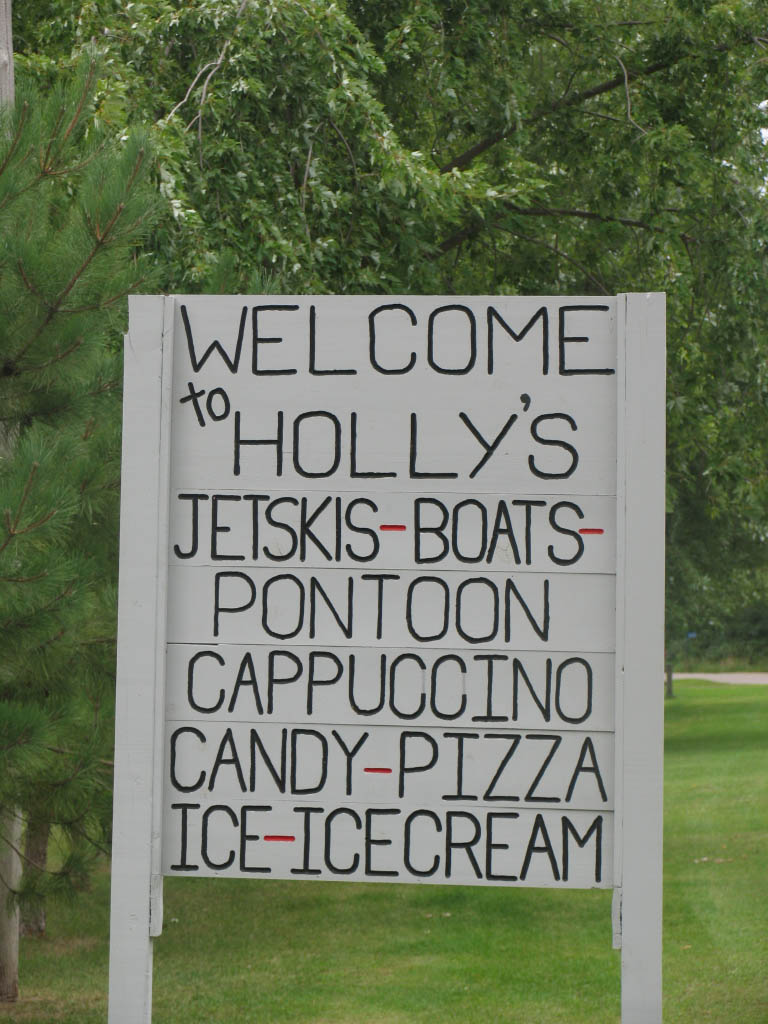 WELCOME
to HOLLY'S
JETSKIS-BOATS-
PONTOON
CAPPUCCINO
CANDY-PIZZA
ICE-ICECREAM